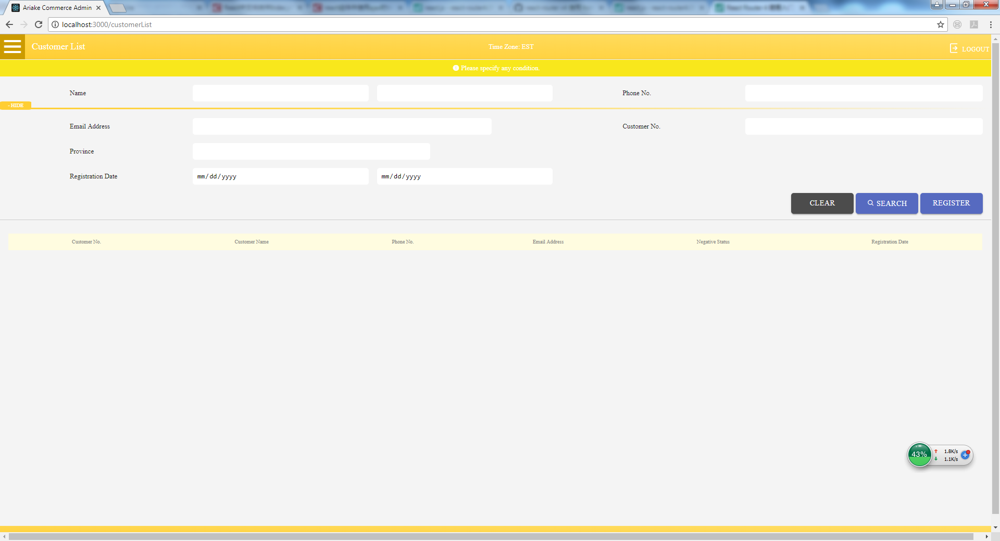 Ariake Commerce Admin
localhost:3000/customerList
Customer List
Time Zone: EST
LOGOUT
Please specify any condition.
Name
Phone No.
- HIDE
Email Address
Customer No.
Province
Registration Date
mm/dd/yyyy
mm/dd/yyyy
CLEAR
SEARCH
REGISTER
Customer No.
Customer Name
Phone No.
Email Address
Negative Status
Registration Date
43%
1.8K/s
1.1K/s